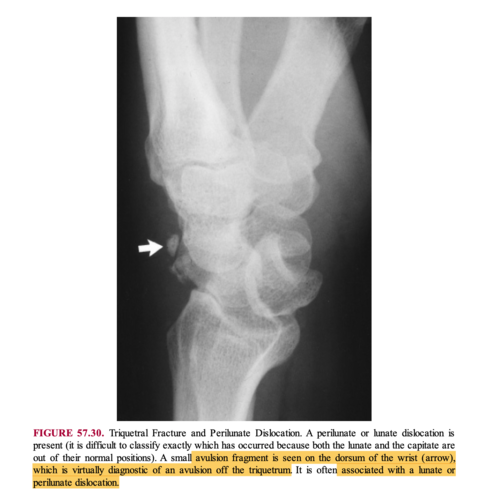 FIGURE 57.30. Triquetral Fracture and Perilunate Dislocation. A perilunate or lunate dislocation is
present (it is difficult to classify exactly which has occurred because both the lunate and the capitate are
out of their normal positions). A small avulsion fragment is seen on the dorsum of the wrist (arrow),
which is virtually diagnostic of an avulsion off the triquetrum. It is often associated with a lunate or
perilunate dislocation.